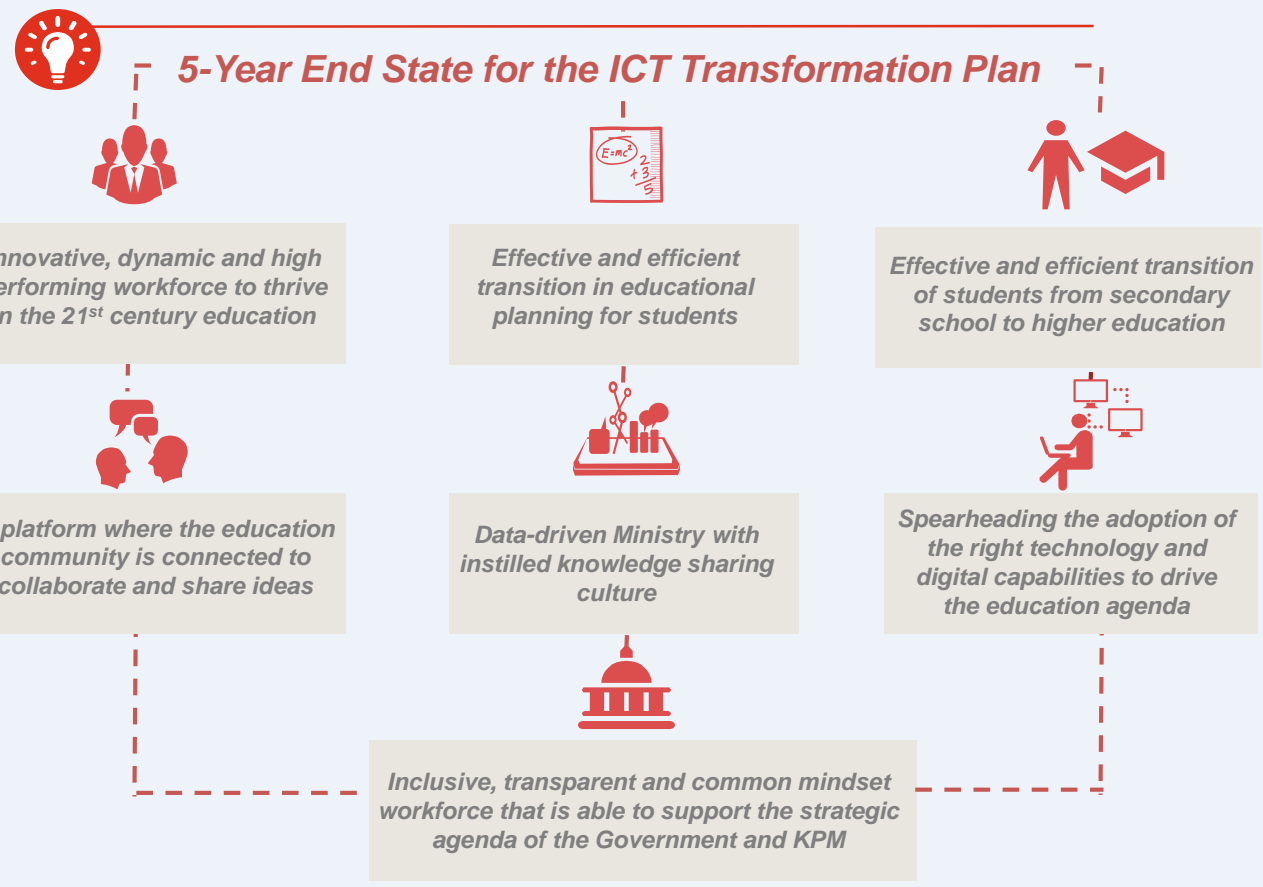 5-Year End State for the ICT Transformation Plan
E=mc²
2
+ 3
5
nnovative, dynamic and high
erforming workforce to thrive
n the 21st century education
Effective and efficient
transition in educational
planning for students
Effective and efficient transition
of students from secondary
school to higher education
platform where the education
community is connected to
collaborate and share ideas
Data-driven Ministry with
instilled knowledge sharing
culture
Spearheading the adoption of
the right technology and
digital capabilities to drive
the education agenda
Inclusive, transparent and common mindset
workforce that is able to support the strategic
agenda of the Government and KPM